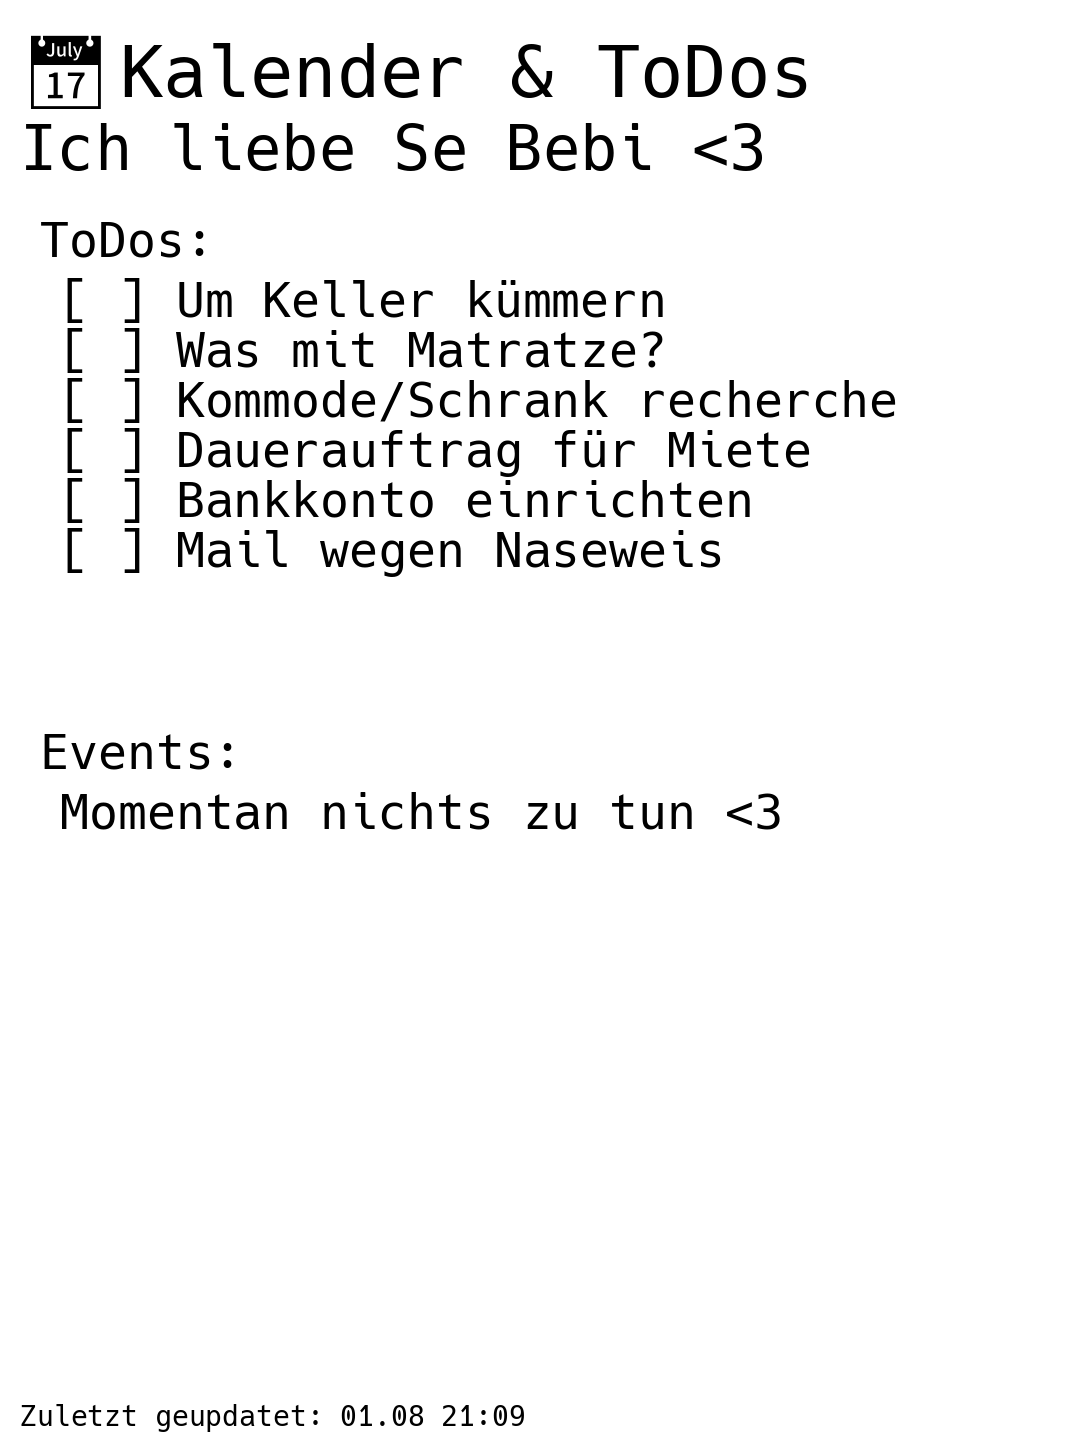 July
17
Kalender & ToDos
Ich liebe Se Bebi <3
ToDos:
[ ] Um Keller kümmern
[ ] Was mit Matratze?
[ ] Kommode/Schrank recherche
[ ] Dauerauftrag für Miete
[ ] Bankkonto einrichten
[ ] Mail wegen Naseweis
Events:
Momentan nichts zu tun <3
Zuletzt geupdatet: 01.08 21:09